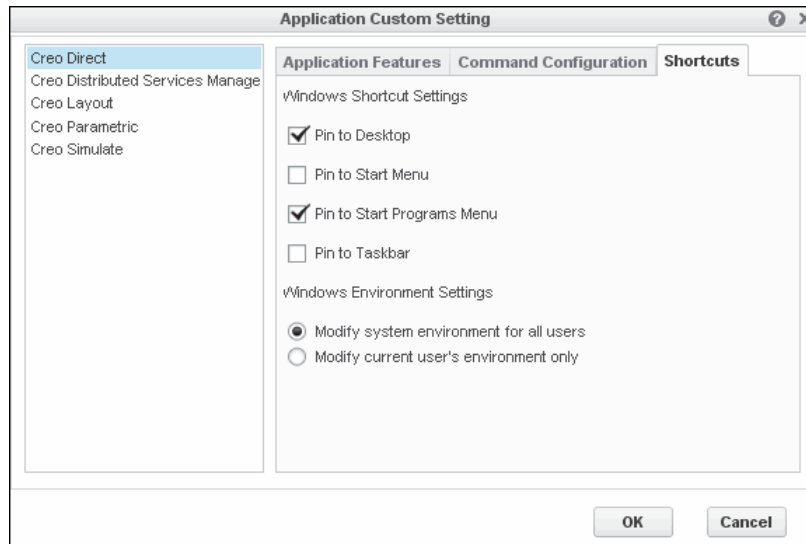 Application Custom Setting
Creo Direct
Creo Distributed Services Manage
Creo Layout
Creo Parametric
Creo Simulate
Application Features Command Configuration Shortcuts
Windows Shortcut Settings
Pin to Desktop
Pin to Start Menu
Pin to Start Programs Menu
Pin to Taskbar
Windows Environment Settings
Modify system environment for all users
Modify current user's environment only
OK Cancel